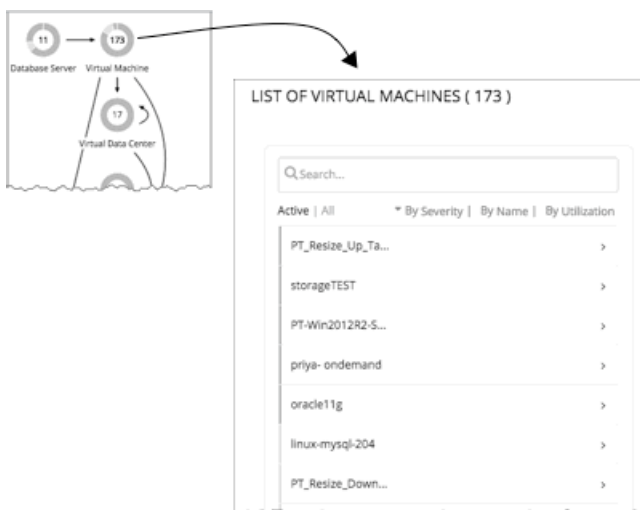 11
173
Database Server
Virtual Machine
17
Virtual Data Center
LIST OF VIRTUAL MACHINES ( 173 )
Search...
Active | All
By Severity | By Name | By Utilization
PT_Resize_Up_Ta...
storageTEST
PT-Win2012R2-S...
priya- ondemand
oracle11g
linux-mysql-204
PT_Resize_Down...